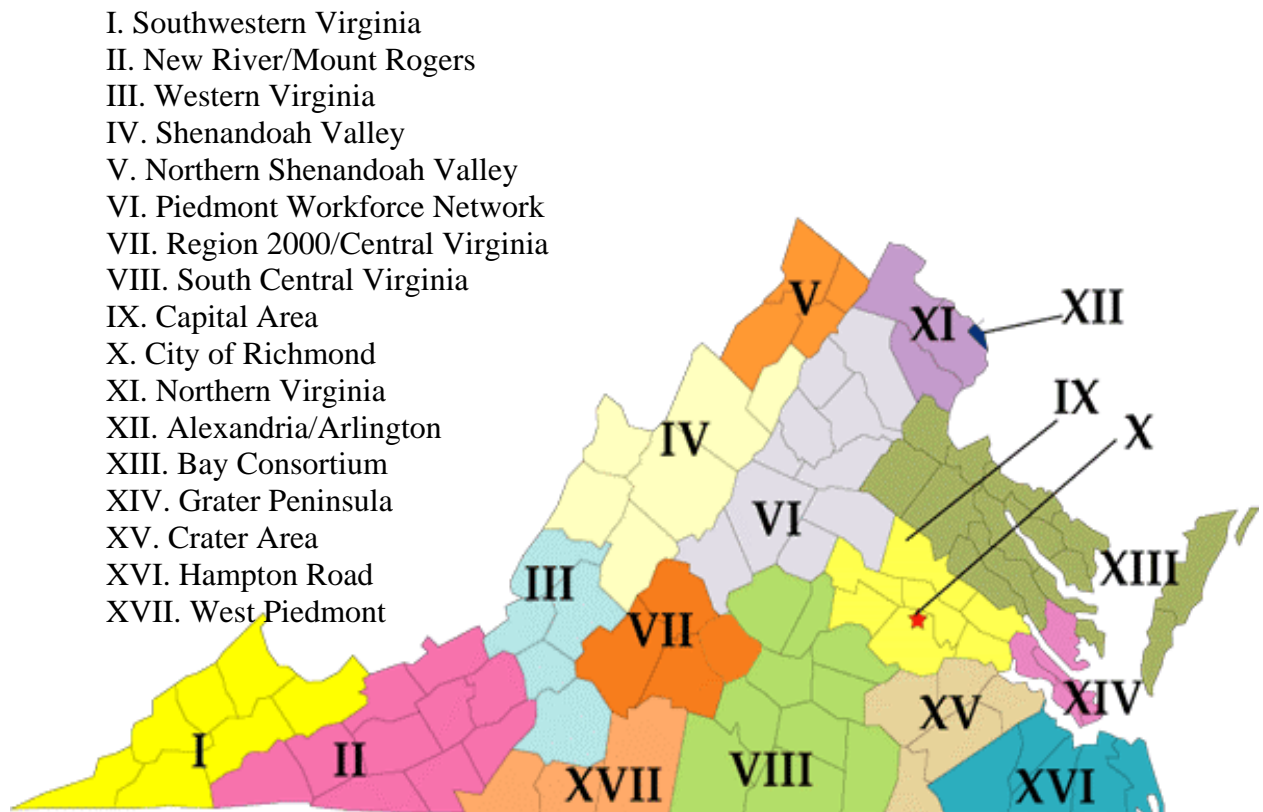 I. Southwestern Virginia
II. New River/Mount Rogers
III. Western Virginia
IV. Shenandoah Valley
V. Northern Shenandoah Valley
VI. Piedmont Workforce Network
VII. Region 2000/Central Virginia
VIII. South Central Virginia
IX. Capital Area
X. City of Richmond
XI. Northern Virginia
XII. Alexandria/Arlington
XIII. Bay Consortium
XIV. Grater Peninsula
XV. Crater Area
XVI. Hampton Road
XVII. West Piedmont
V
XI
XII
IX
X
IV
VI
III
XIII
VII
XIV
XV
I
II
XVII
VIII
XVI